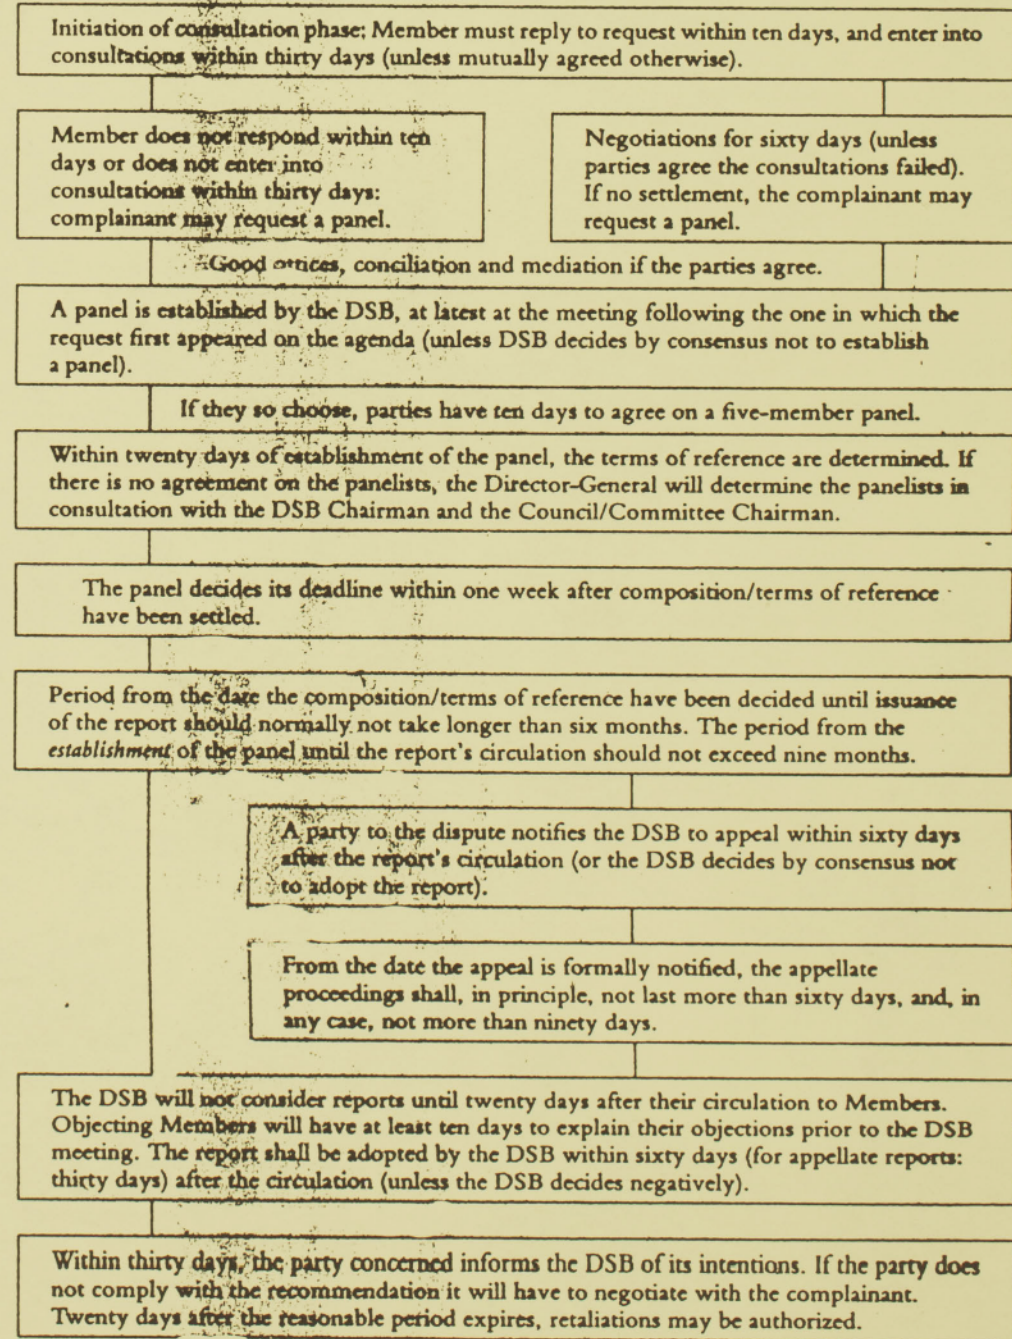 Initiation of consultation phase: Member must reply to request within ten days, and enter into
consultations within thirty days (unless mutually agreed otherwise).
Member does not respond within ten
days or does not enter into
consultations within thirty days:
complainant may request a panel.
Negotiations for sixty days (unless
parties agree the consultations failed).
If no settlement, the complainant may
request a panel.
Good offices, conciliation and mediation if the parties agree.
A panel is established by the DSB, at latest at the meeting following the one in which the
request first appeared on the agenda (unless DSB decides by consensus not to establish
a panel).
If they so choose, parties have ten days to agree on a five-member panel.
Within twenty days of establishment of the panel, the terms of reference are determined. If
there is no agreement on the panelists, the Director-General will determine the panelists in
consultation with the DSB Chairman and the Council/Committee Chairman.
The panel decides its deadline within one week after composition/terms of reference
have been settled.
Period from the date the composition/terms of reference have been decided until issuance
of the report should normally not take longer than six months. The period from the
establishment of the panel until the report's circulation should not exceed nine months.
A party to the dispute notifies the DSB to appeal within sixty days
after the report's circulation (or the DSB decides by consensus not
to adopt the report).
From the date the appeal is formally notified, the appellate
proceedings shall, in principle, not last more than sixty days, and, in
any case, not more than ninety days.
The DSB will not consider reports until twenty days after their circulation to Members.
Objecting Members will have at least ten days to explain their objections prior to the DSB
meeting. The report shall be adopted by the DSB within sixty days (for appellate reports:
thirty days) after the circulation (unless the DSB decides negatively).
Within thirty days, the party concerned informs the DSB of its intentions. If the party does
not comply with the recommendation it will have to negotiate with the complainant.
Twenty days after the reasonable period expires, retaliations may be authorized.